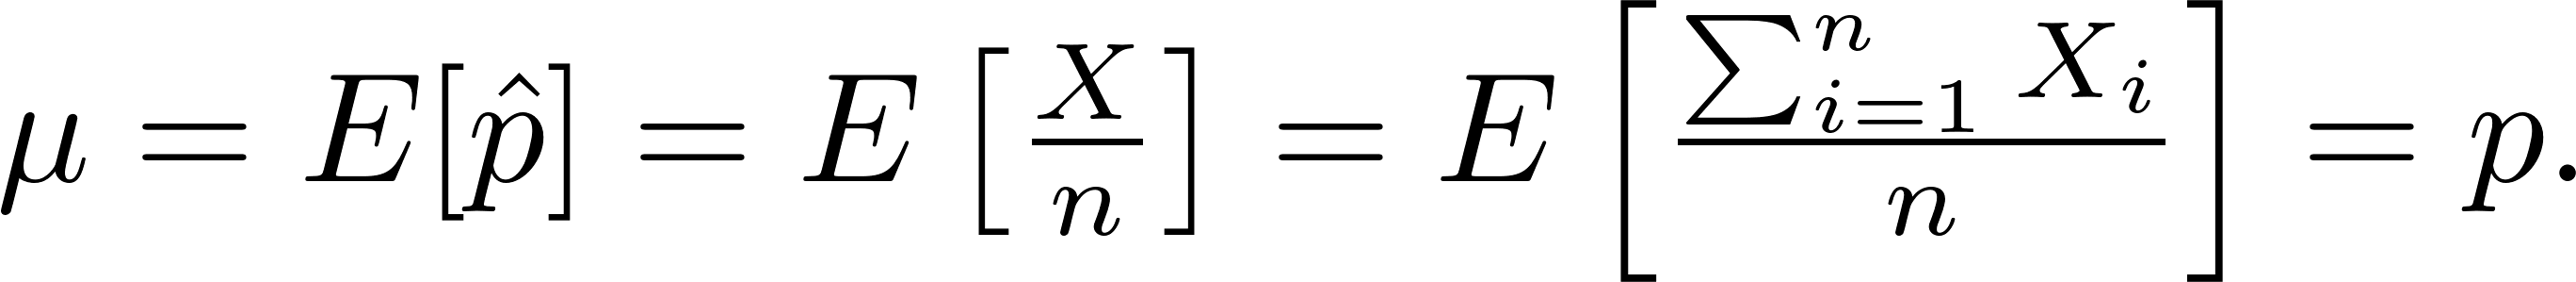 μ = E[p̂] = E[X/n] = E[∑ⁿᵢ₌₁ Xᵢ / n] = p.